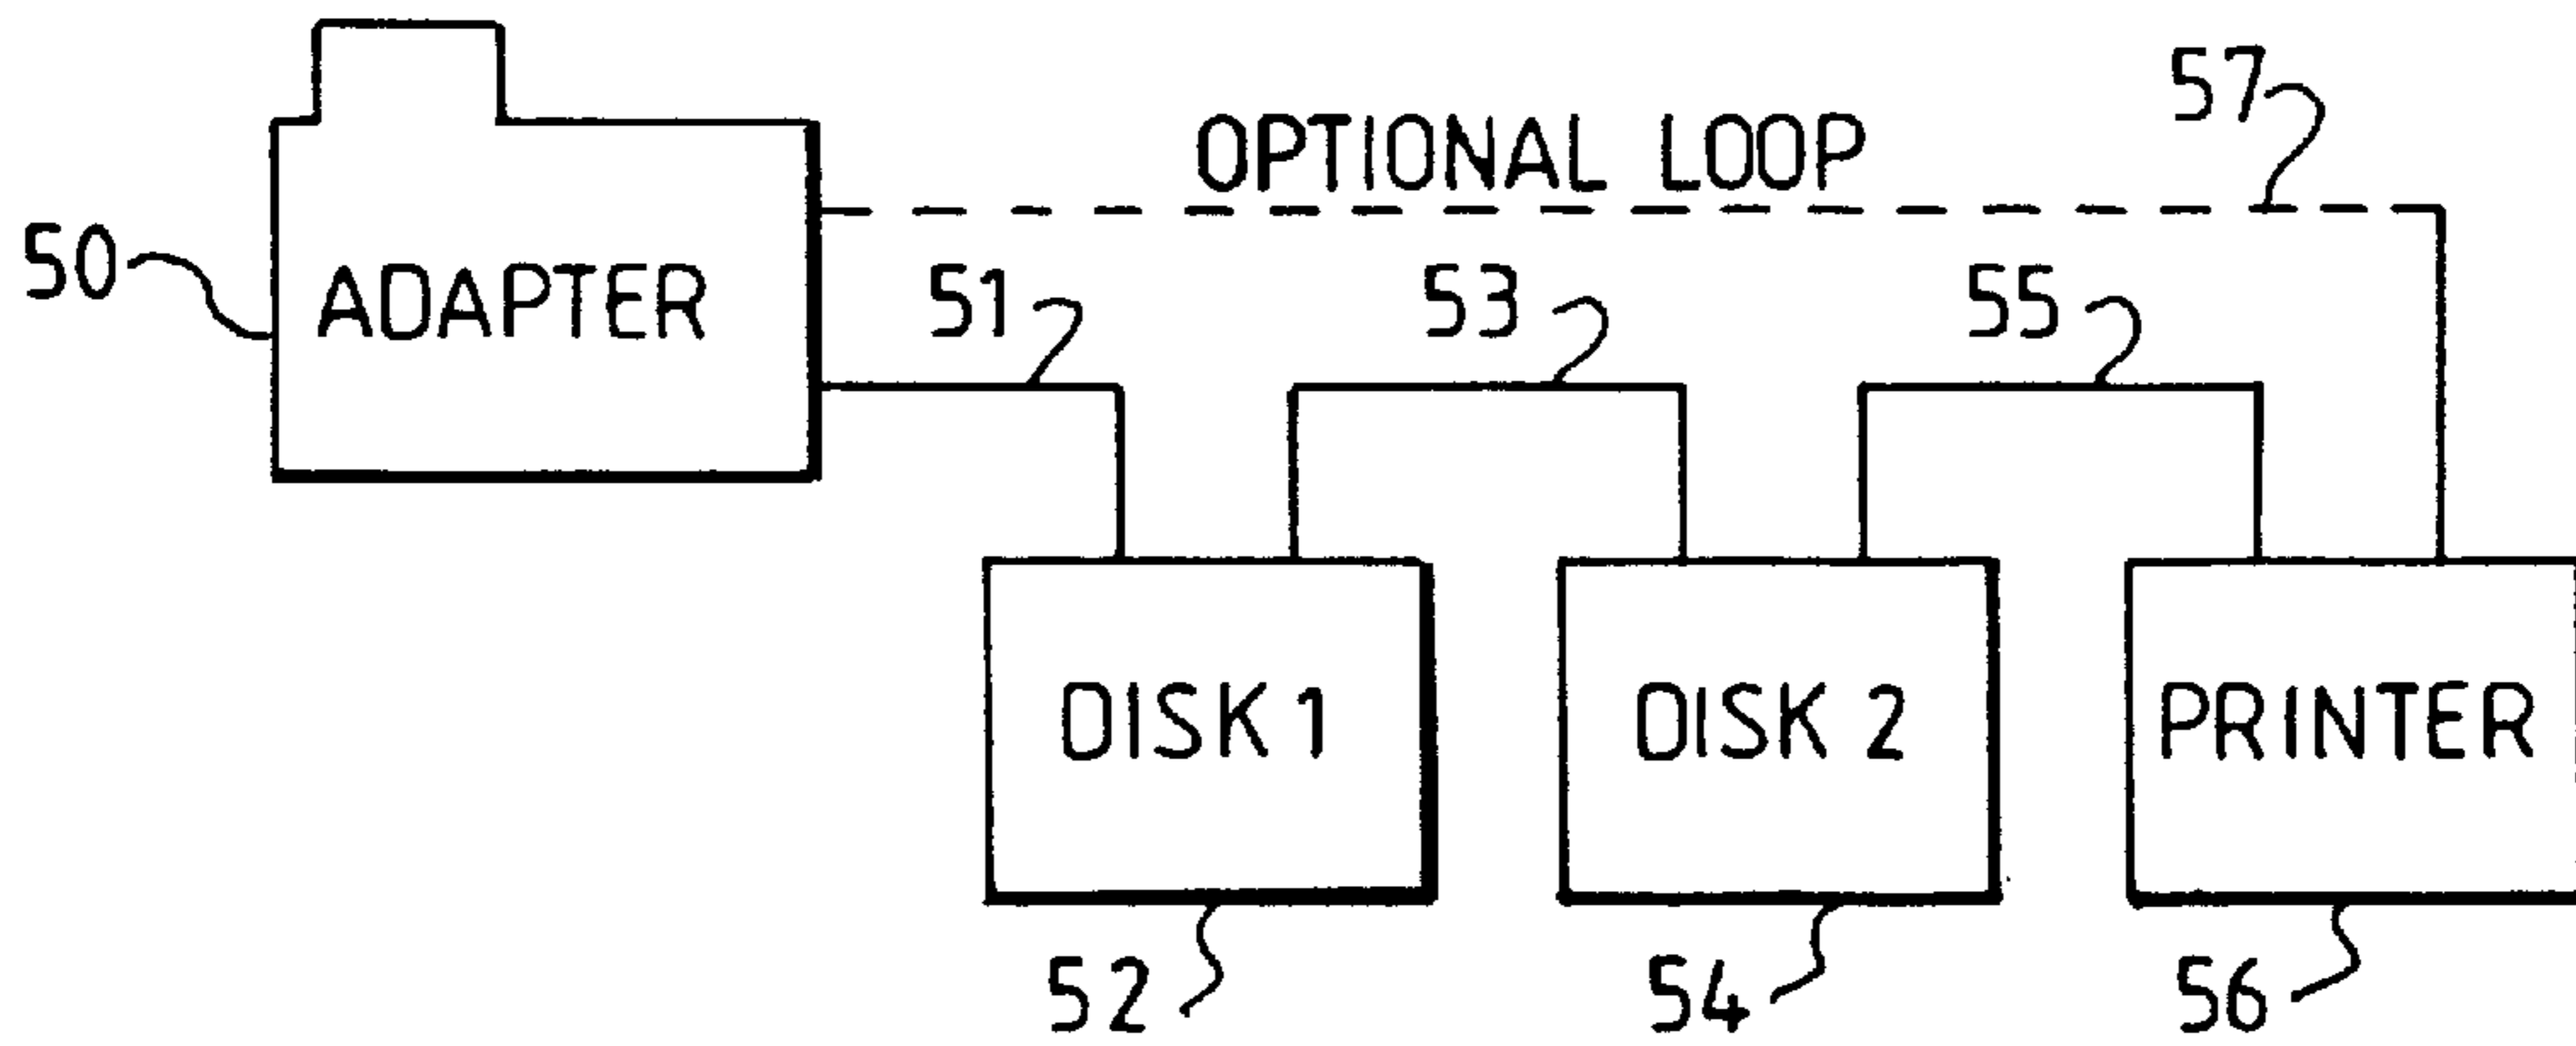 57
OPTIONAL LOOP
50
ADAPTER
51
53
55
DISK 1
DISK 2
PRINTER
52
54
56